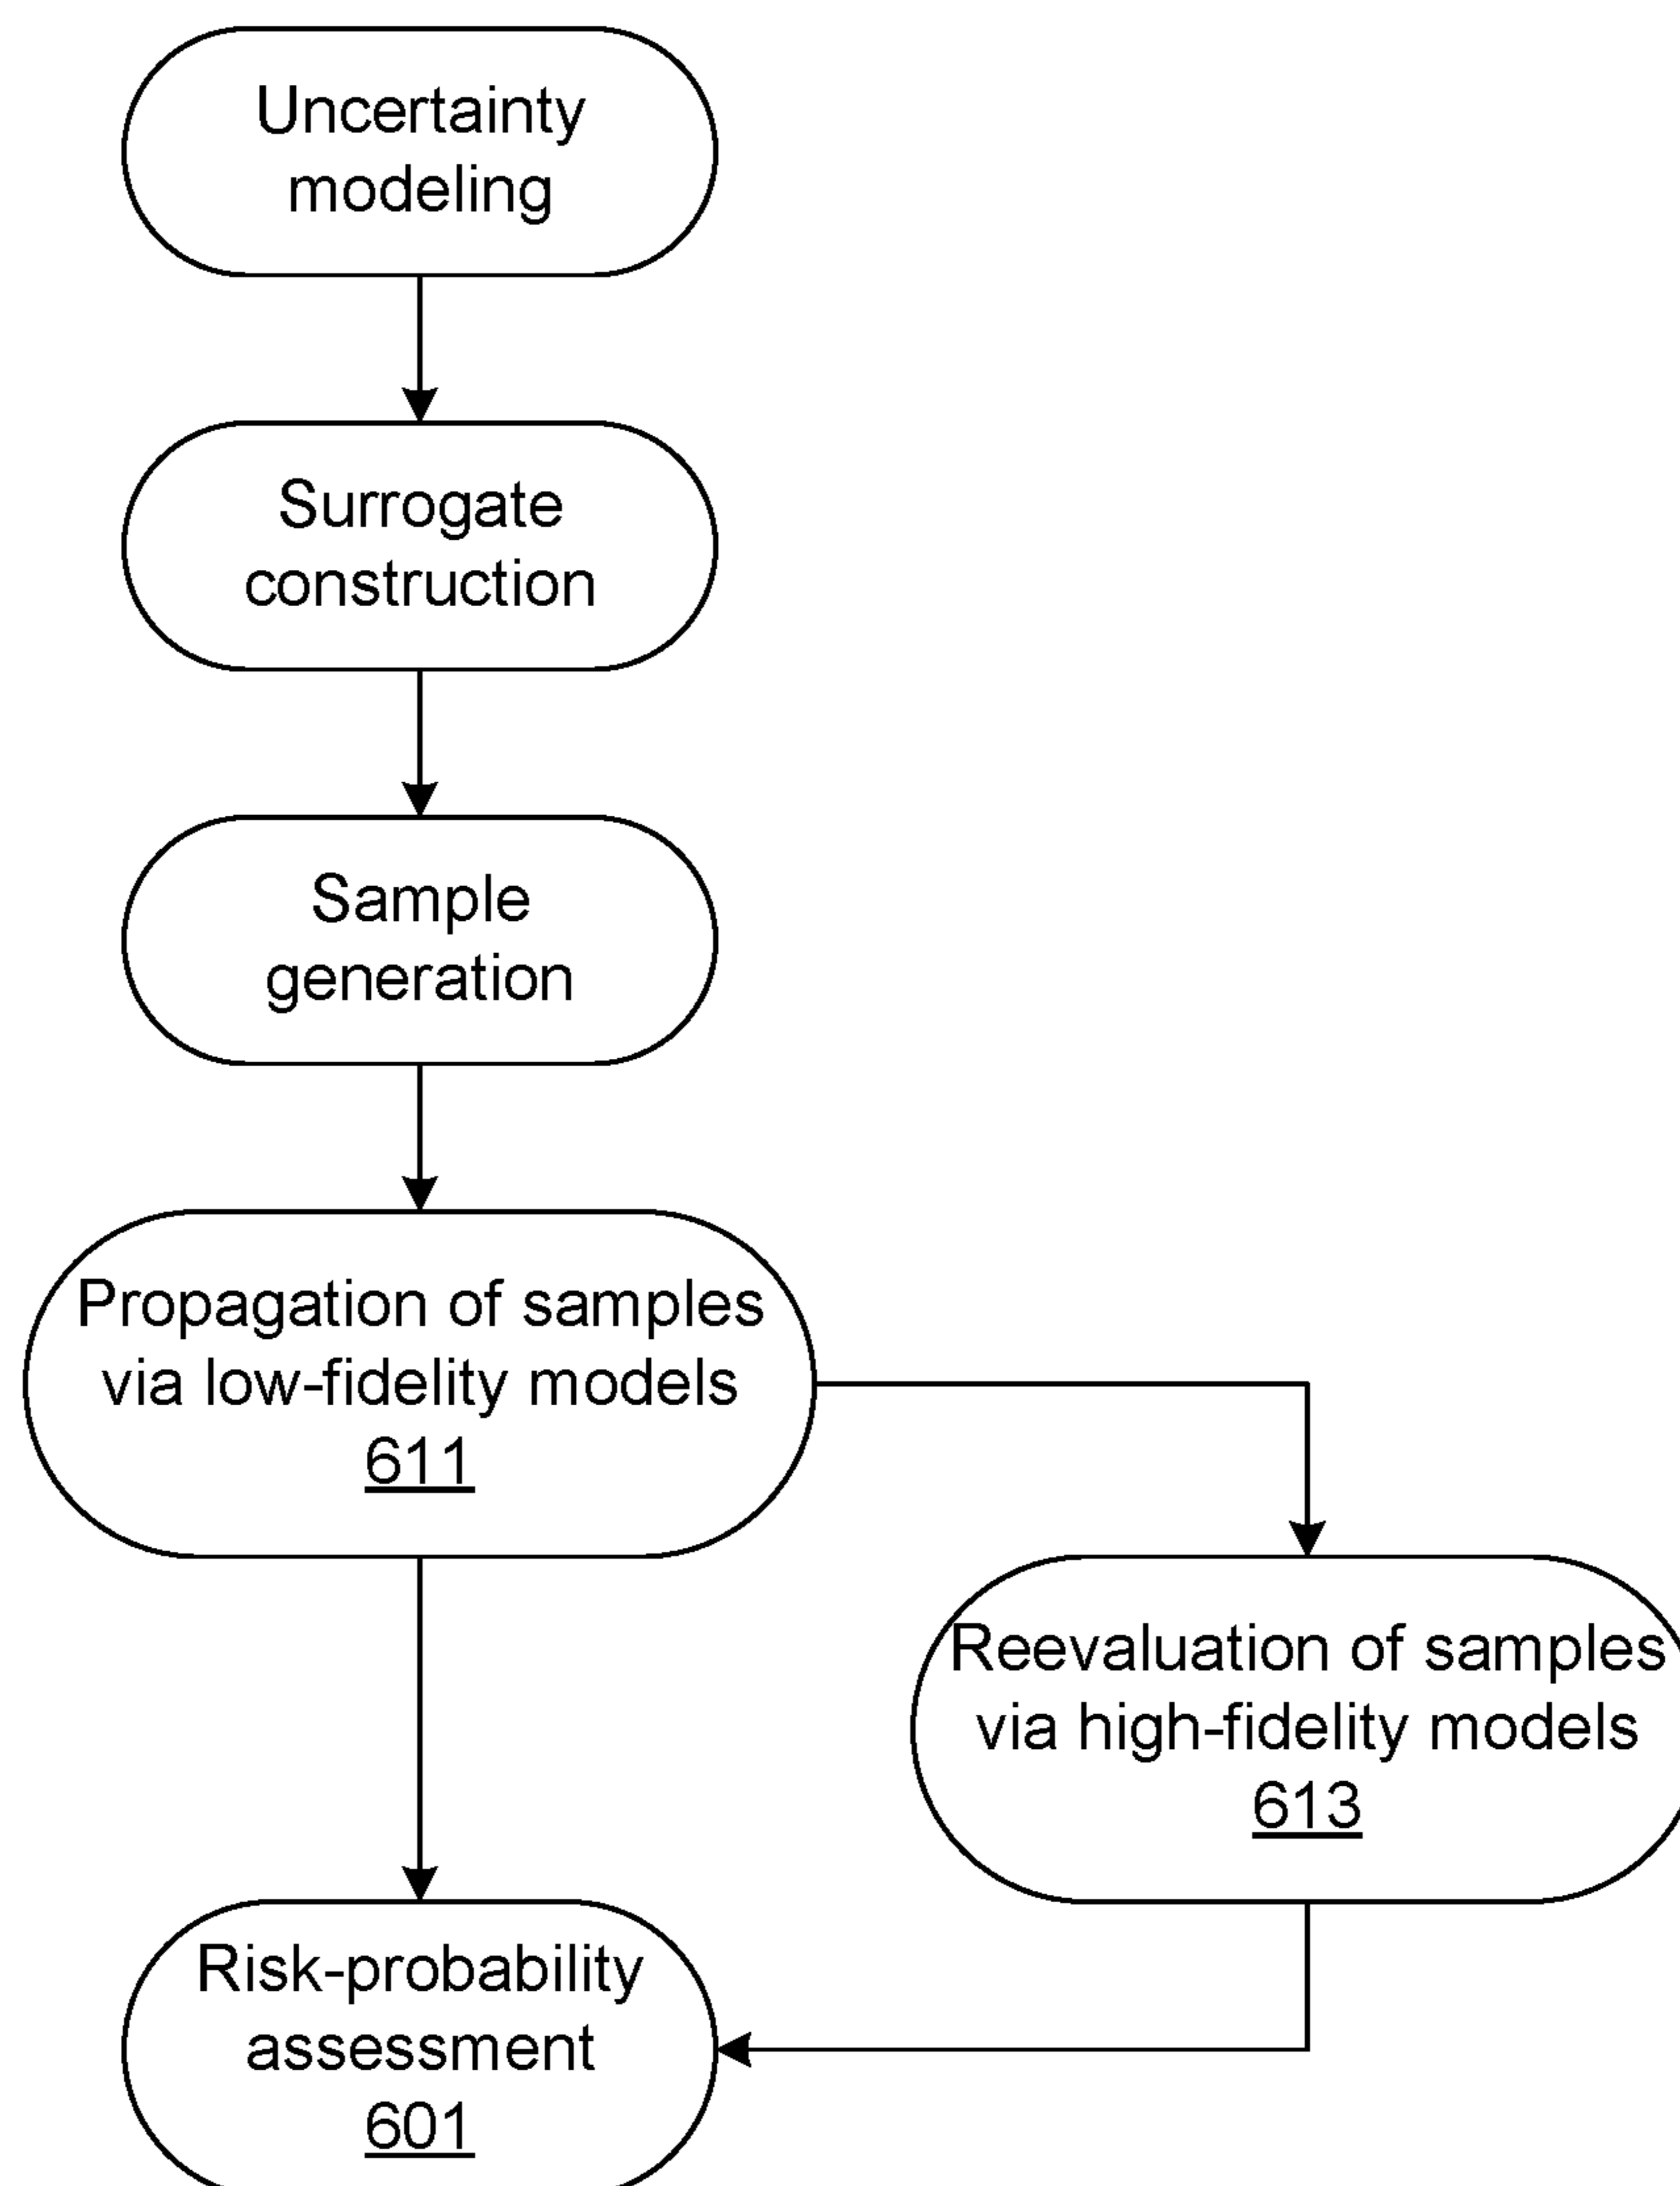 Uncertainty
modeling
Surrogate
construction
Sample
generation
Propagation of samples
via low-fidelity models
611
Reevaluation of samples
via high-fidelity models
613
Risk-probability
assessment
601